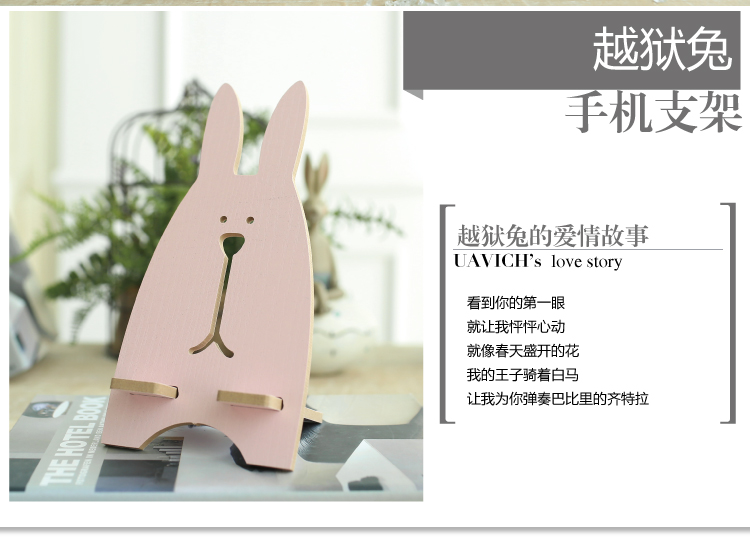 越狱兔
手机支架
越狱兔的爱情故事
UAVICH's love story
看到你的第一眼
就让我怦怦心动
就像春天盛开的花
我的王子骑着白马
让我为你弹奏巴比里的齐特拉
THE HOTEL BOOK